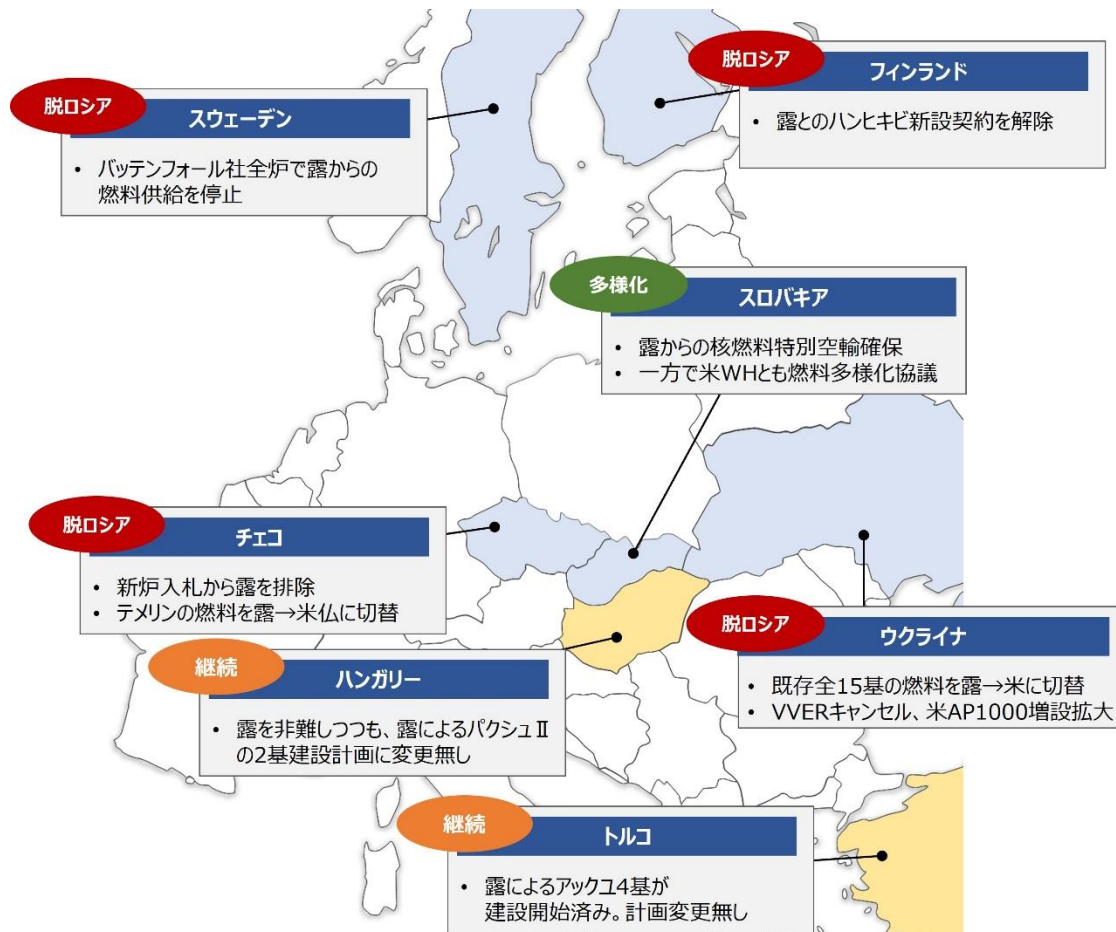 脱ロシア
スウェーデン
• バッテンフォール社全炉で露からの
燃料供給を停止
脱ロシア
フィンランド
• 露とのハンヒキビ新設契約を解除
多様化
スロバキア
• 露からの核燃料特別空輸確保
• 一方で米WHとも燃料多様化協議
脱ロシア
チェコ
• 新炉入札から露を排除
• テメリンの燃料を露→米仏に切替
継続
ハンガリー
• 露を非難しつつも、露によるパクシュⅡ
の2基建設計画に変更無し
脱ロシア
ウクライナ
• 既存全15基の燃料を露→米に切替
• VVERキャンセル、米AP1000増設拡大
継続
トルコ
• 露によるアックユ4基が
建設開始済み。計画変更無し